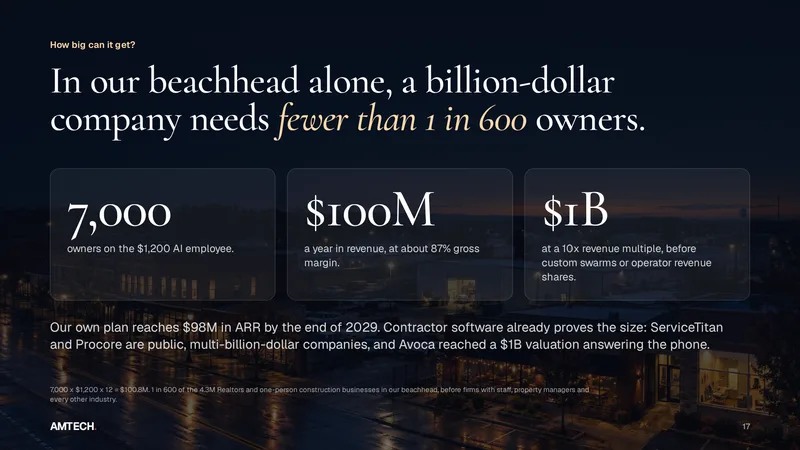 How big can it get?
In our beachhead alone, a billion-dollar
company needs fewer than 1 in 600 owners.
7,000
owners on the $1,200 AI employee.
$100M
a year in revenue, at about 87% gross
margin.
$1B
at a 10x revenue multiple, before
custom swarms or operator revenue
shares.
Our own plan reaches $98M in ARR by the end of 2029. Contractor software already proves the size: ServiceTitan
and Procore are public, multi-billion-dollar companies, and Avoca reached a $1B valuation answering the phone.
7,000 x $1,200 x 12 = $100.8M. 1 in 600 of the 4.3M Realtors and one-person construction businesses in our beachhead, before firms with staff, property managers and
every other industry.
AMTECH.
17